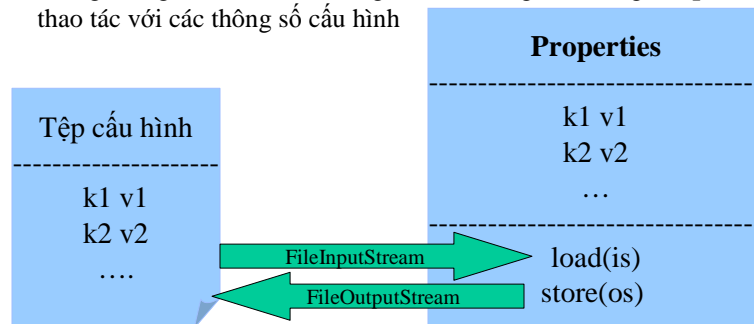 thao tác với các thông số cấu hình
Properties
k1 v1
k2 v2
…
load(is)
store(os)
Tệp cấu hình
k1 v1
k2 v2
….
FileInputStream
FileOutputStream